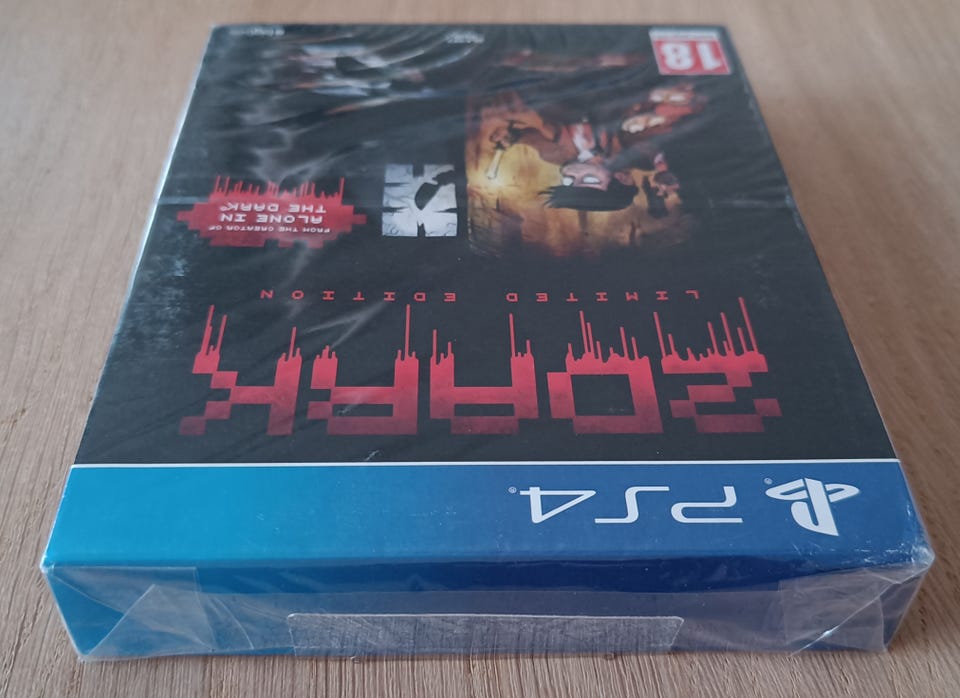 PS4®
2DARK
LIMITED EDITION
FROM THE CREATOR OF
ALONE IN
THE DARK®
K
18